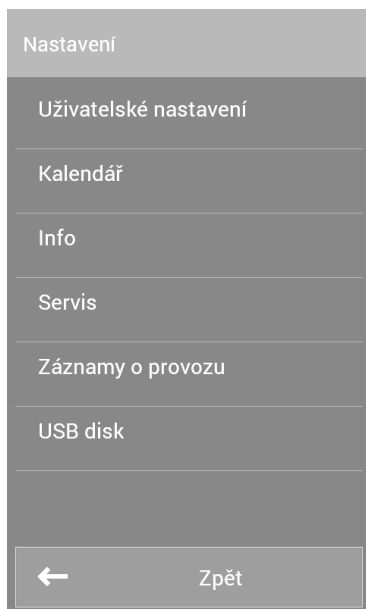 Nastavení
Uživatelské nastavení
Kalendář
Info
Servis
Záznamy o provozu
USB disk
Zpět